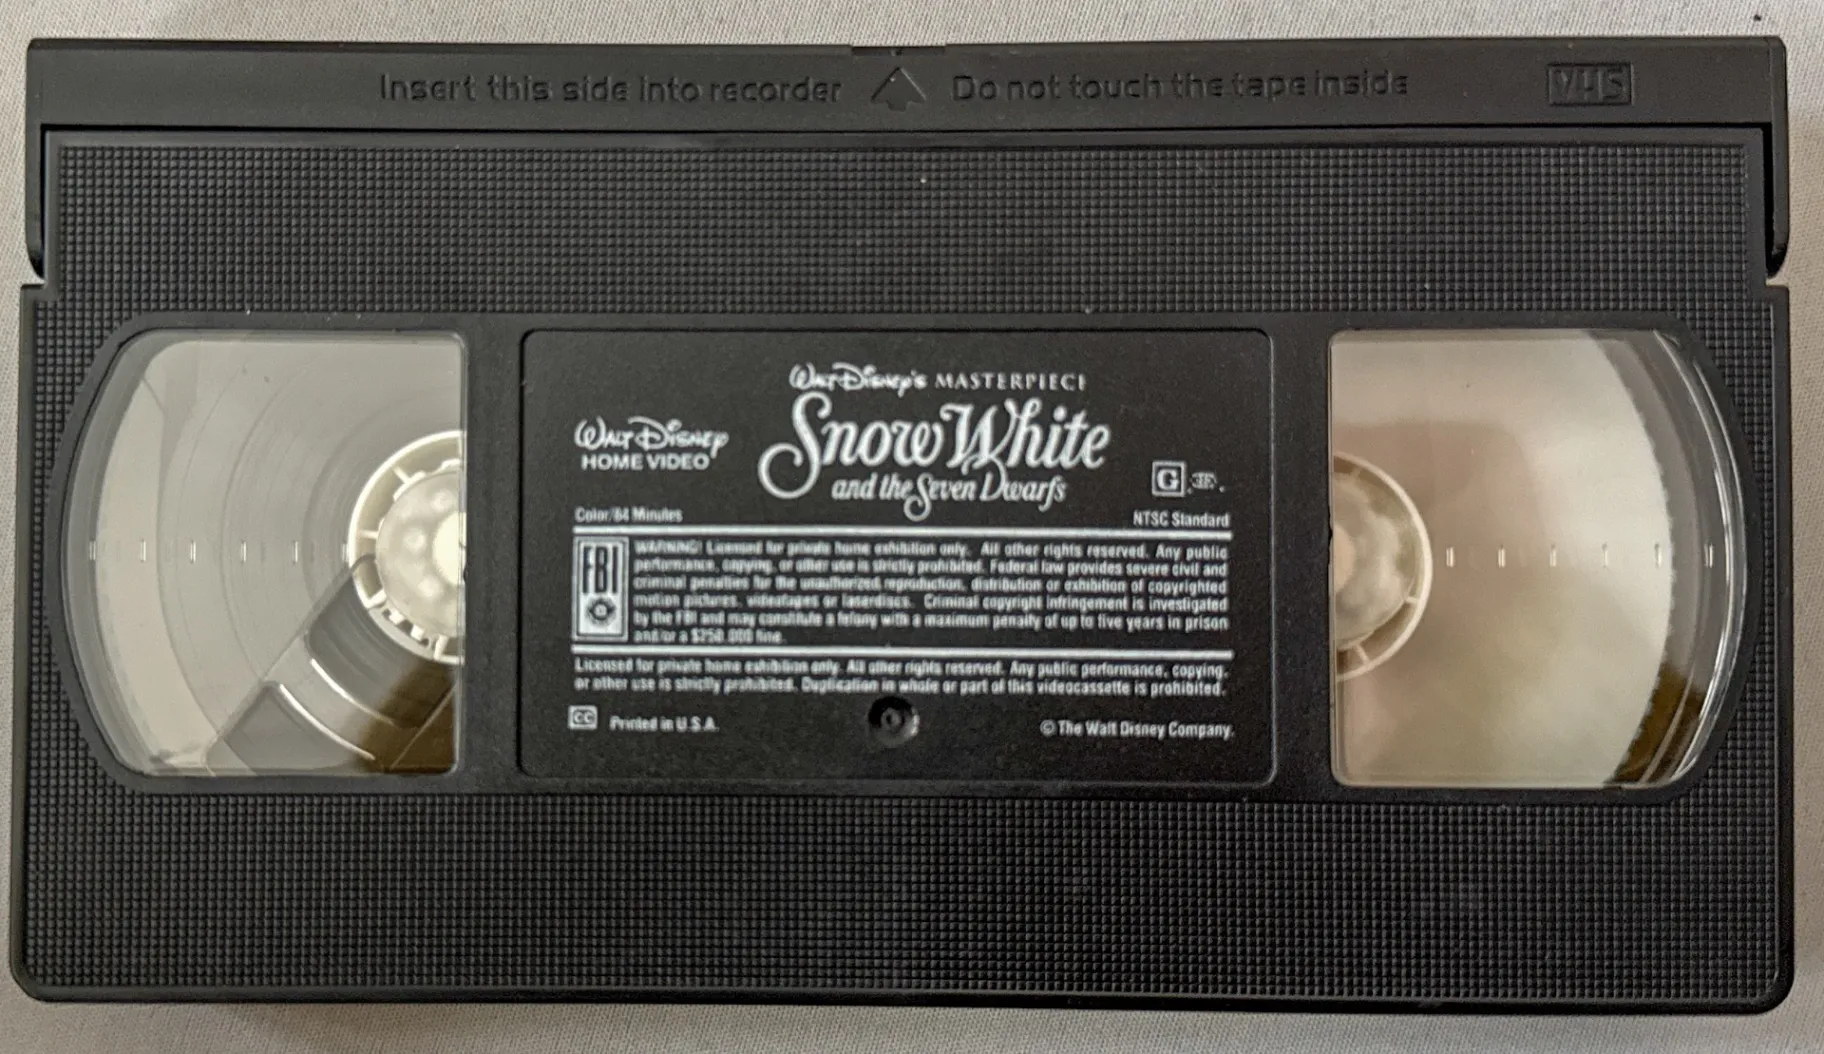 Insert this side into recorder Do not touch the tape inside VHS
Walt Disney's MASTERPIECE
Walt Disney
HOME VIDEO
Snow White
and the Seven Dwarfs
G
Color/84 Minutes NTSC Standard
FBI
WARNING: Licensed for private home exhibition only. All other rights reserved. Any public
performance, copying, or other use is strictly prohibited. Federal law provides severe civil and
criminal penalties for the unauthorized reproduction, distribution or exhibition of copyrighted
motion pictures, videotapes or laserdiscs. Criminal copyright infringement is investigated
by the FBI and may constitute a felony with a maximum penalty of up to five years in prison
and/or a $250,000 fine.
Licensed for private home exhibition only. All other rights reserved. Any public performance, copying,
or other use is strictly prohibited. Duplication in whole or part of this videocassette is prohibited.
CC Printed in U.S.A. © The Walt Disney Company.